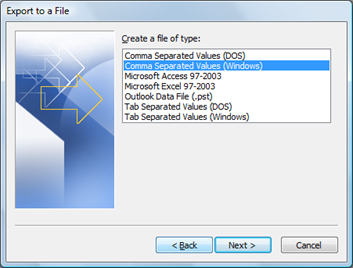 Export to a File
Create a file of type:
Comma Separated Values (DOS)
Comma Separated Values (Windows)
Microsoft Access 97-2003
Microsoft Excel 97-2003
Outlook Data File (.pst)
Tab Separated Values (DOS)
Tab Separated Values (Windows)
< Back Next > Cancel